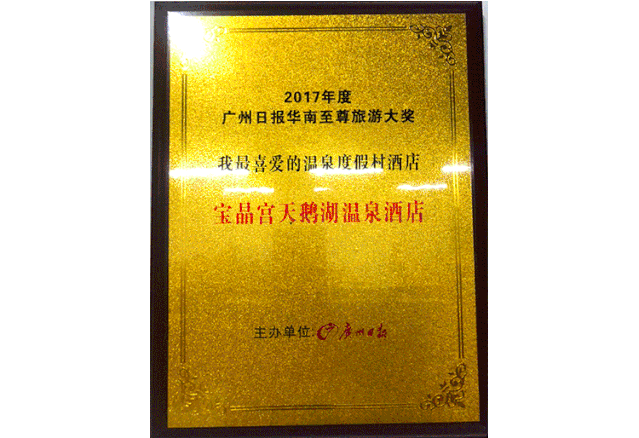 2017年度
广州日报华南至尊旅游大奖
我最喜爱的温泉度假村酒店
宝晶宫天鹅湖温泉酒店
主办单位:广州日报